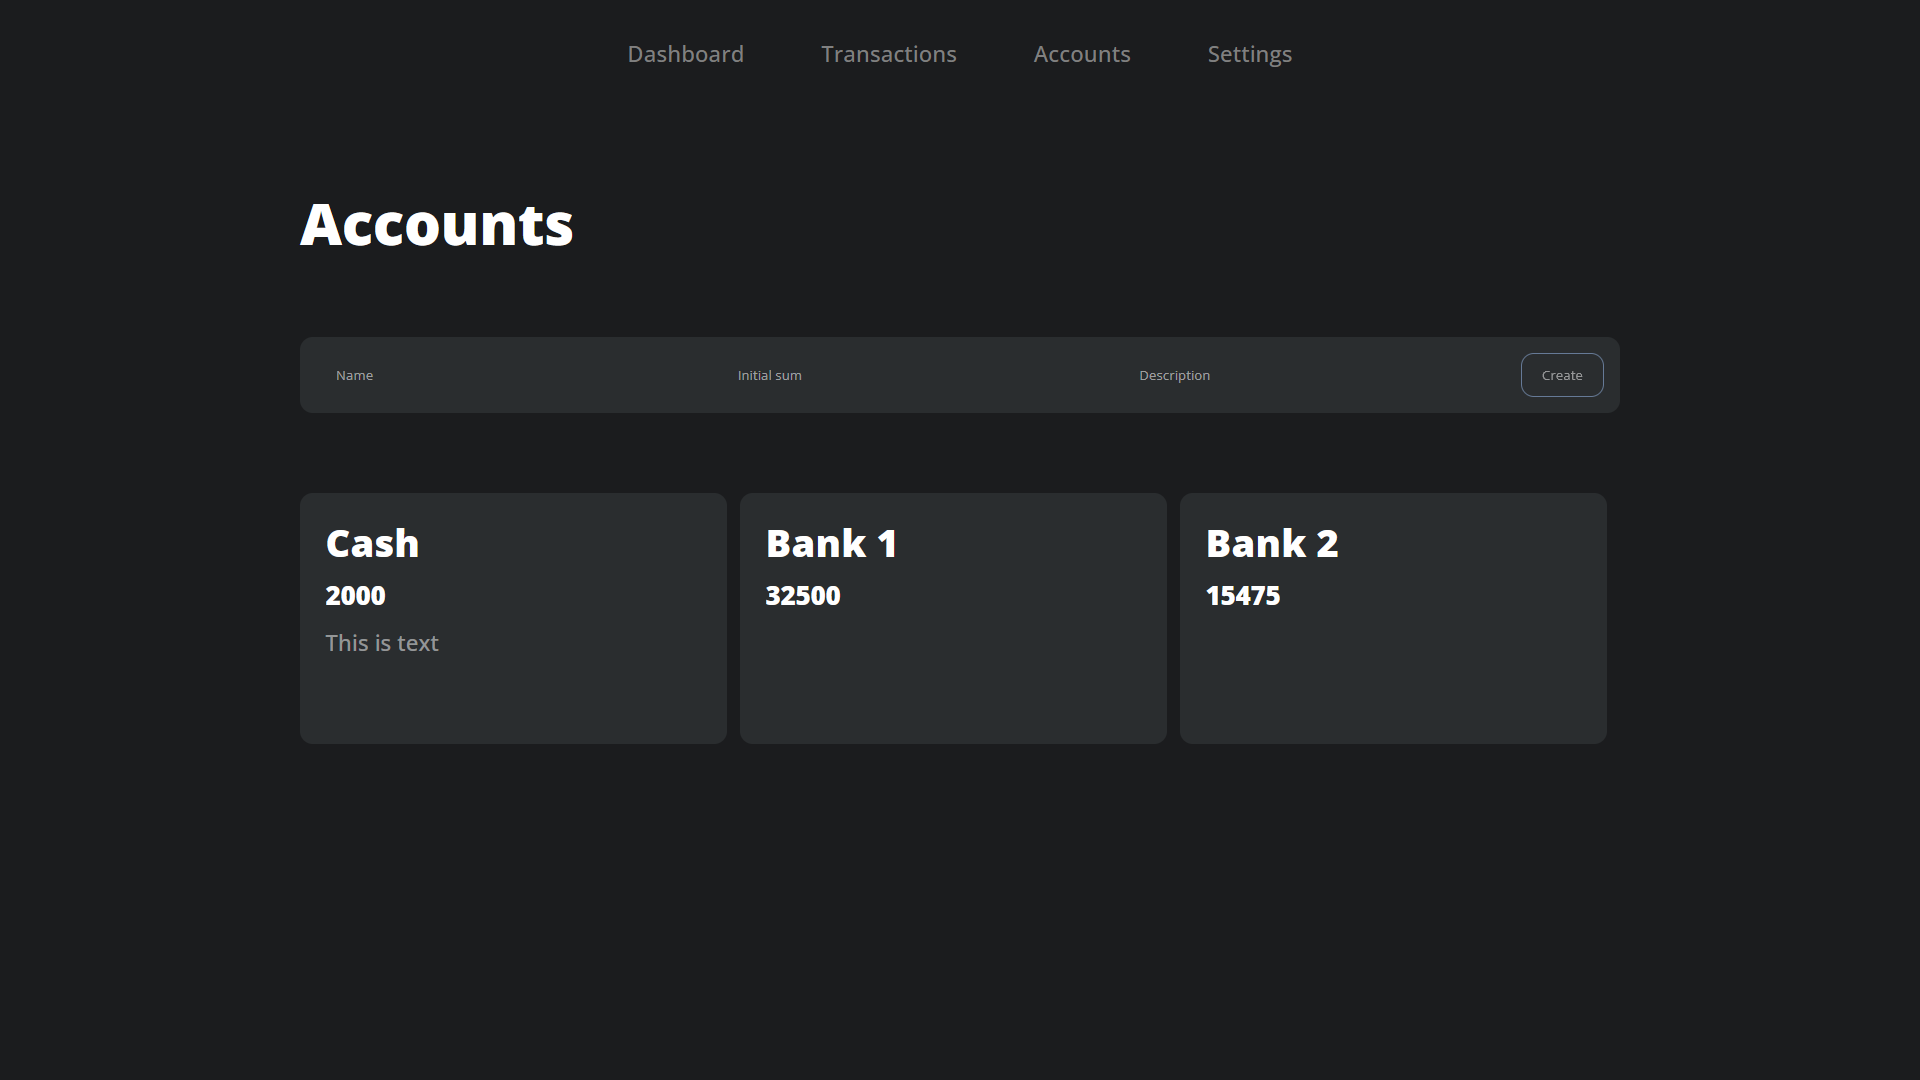 Dashboard Transactions Accounts Settings
Accounts
Name Initial sum Description Create
Cash Bank 1 Bank 2
2000 32500 15475
This is text